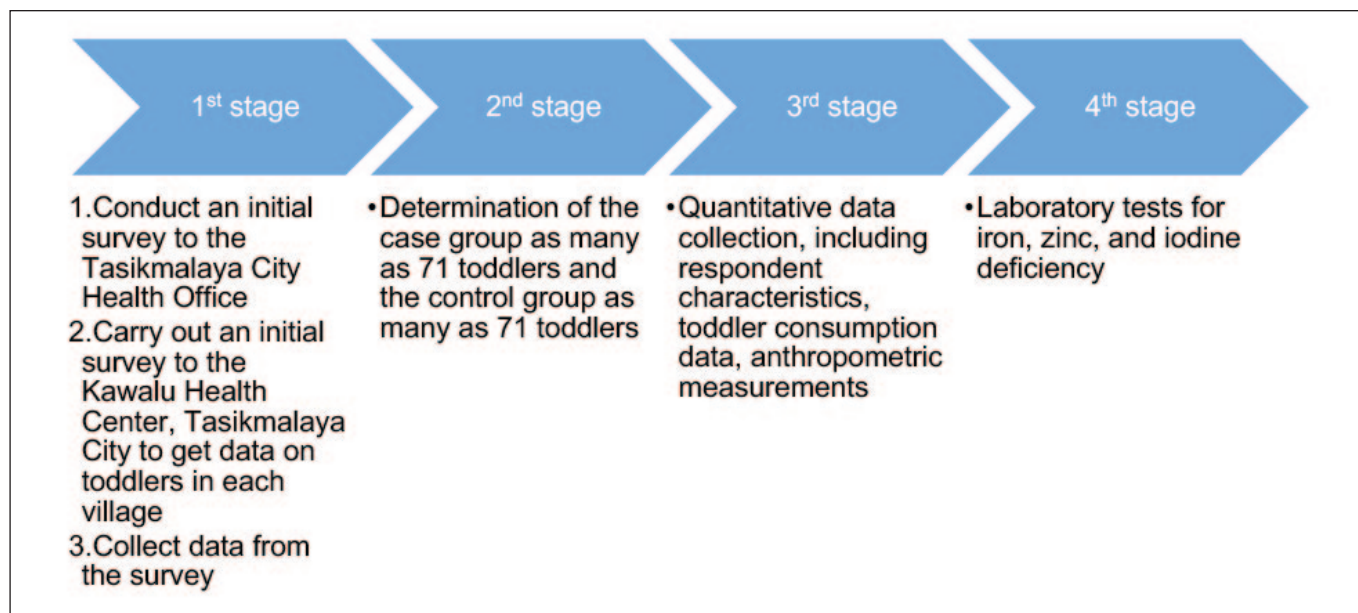 1st stage
2nd stage
3rd stage
4th stage
1.Conduct an initial
survey to the
Tasikmalaya City
Health Office
2.Carry out an initial
survey to the
Kawalu Health
Center, Tasikmalaya
City to get data on
toddlers in each
village
3.Collect data from
the survey
•Determination of the
case group as many
as 71 toddlers and
the control group as
many as 71 toddlers
•Quantitative data
collection, including
respondent
characteristics,
toddler consumption
data, anthropometric
measurements
•Laboratory tests for
iron, zinc, and iodine
deficiency